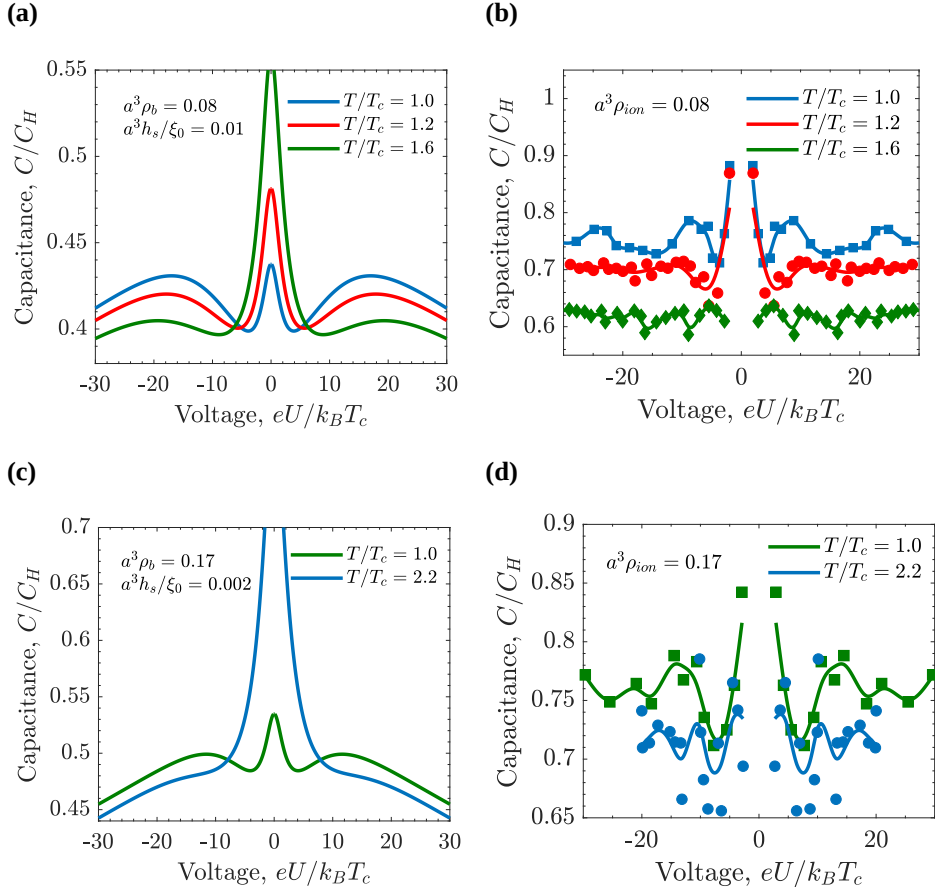 (a)
0.55
0.5
0.45
0.4
Capacitance, C/C_H
a³ρ_b = 0.08
a³h_s/ξ_0 = 0.01
T/T_c = 1.0
T/T_c = 1.2
T/T_c = 1.6
-30 -20 -10 0 10 20 30
Voltage, eU/k_BT_c
(b)
1
0.9
0.8
0.7
0.6
Capacitance, C/C_H
a³ρ_ion = 0.08
T/T_c = 1.0
T/T_c = 1.2
T/T_c = 1.6
-20 0 20
Voltage, eU/k_BT_c
(c)
0.7
0.65
0.6
0.55
0.5
0.45
Capacitance, C/C_H
a³ρ_b = 0.17
a³h_s/ξ_0 = 0.002
T/T_c = 1.0
T/T_c = 2.2
-30 -20 -10 0 10 20 30
Voltage, eU/k_BT_c
(d)
0.9
0.85
0.8
0.75
0.7
0.65
Capacitance, C/C_H
a³ρ_ion = 0.17
T/T_c = 1.0
T/T_c = 2.2
-20 0 20
Voltage, eU/k_BT_c